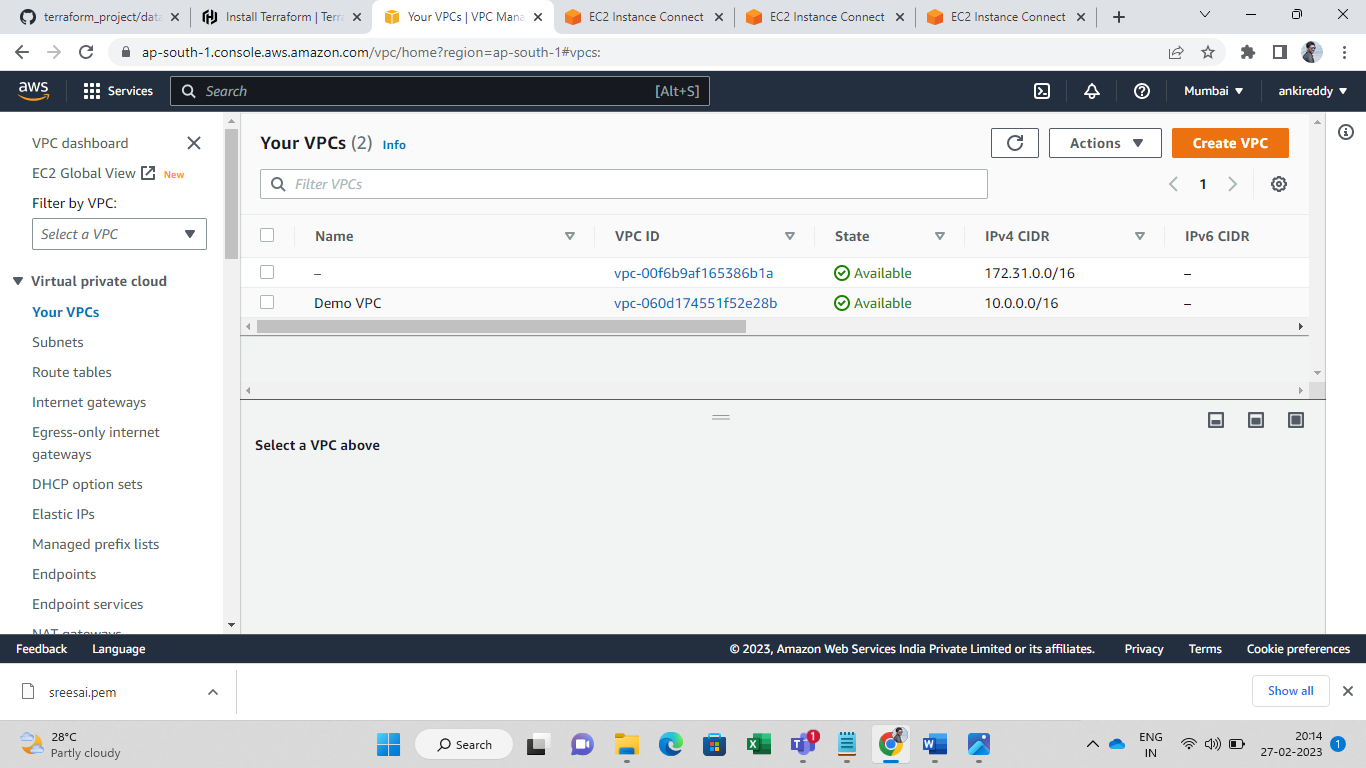 terraform_project/data
Install Terraform | Terra
Your VPCs | VPC Mana
EC2 Instance Connect
EC2 Instance Connect
EC2 Instance Connect
ap-south-1.console.aws.amazon.com/vpc/home?region=ap-south-1#vpcs:
aws
Services
Search
[Alt+S]
Mumbai
ankireddy
VPC dashboard
EC2 Global View
New
Filter by VPC:
Select a VPC
Virtual private cloud
Your VPCs
Subnets
Route tables
Internet gateways
Egress-only internet
gateways
DHCP option sets
Elastic IPs
Managed prefix lists
Endpoints
Endpoint services
NAT gateways
Your VPCs (2) Info
Actions
Create VPC
Filter VPCs
1
Name VPC ID State IPv4 CIDR IPv6 CIDR
– vpc-00f6b9af165386b1a Available 172.31.0.0/16 –
Demo VPC vpc-060d174551f52e28b Available 10.0.0.0/16 –
Select a VPC above
Feedback Language © 2023, Amazon Web Services India Private Limited or its affiliates. Privacy Terms Cookie preferences
sreesai.pem
Show all
28°C
Partly cloudy
Search
1
ENG
IN
20:14
27-02-2023
1